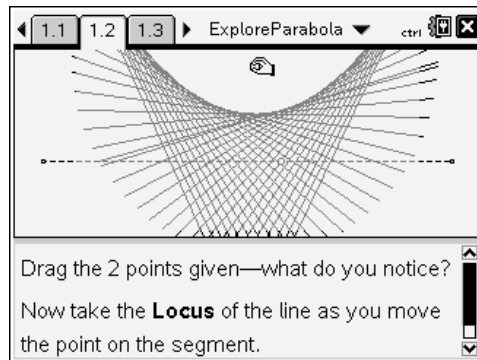 1.1 1.2 1.3 ExploreParabola ctrl
Drag the 2 points given—what do you notice?
Now take the Locus of the line as you move
the point on the segment.